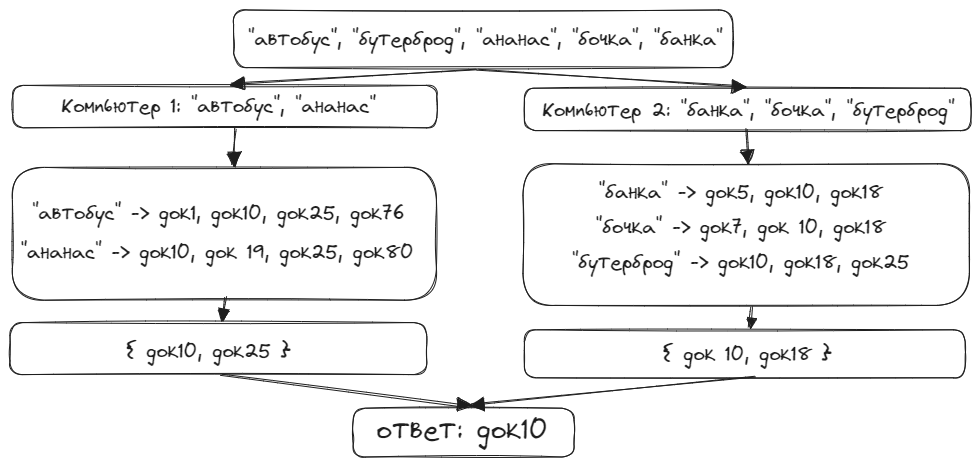 "автобус", "бутерброд", "ананас", "бочка", "банка"
Компьютер 1: "автобус", "ананас"
Компьютер 2: "банка", "бочка", "бутерброд"
"автобус" -> док1, док10, док25, док76
"ананас" -> док10, док 19, док25, док80
"банка" -> док5, док10, док18
"бочка" -> док7, док 10, док18
"бутерброд" -> док10, док18, док25
{ док10, док25 }
{ док 10, док18 }
ответ: док10